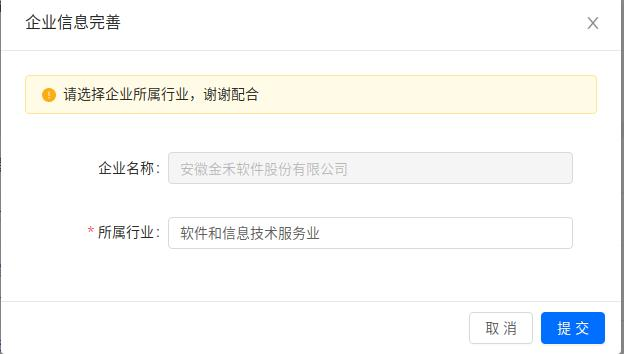 企业信息完善
请选择企业所属行业，谢谢配合
企业名称:
安徽金禾软件股份有限公司
* 所属行业:
软件和信息技术服务业
取 消
提 交